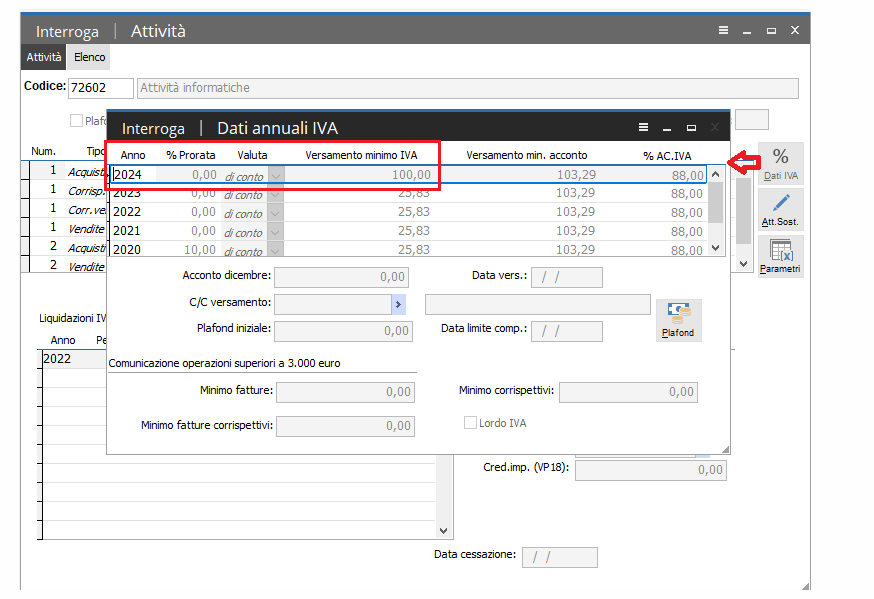 Interroga | Attività
Attività Elenco
Codice: 72602 Attività informatiche
Interroga | Dati annuali IVA
Num.
Anno % Prorata Valuta Versamento minimo IVA Versamento min. acconto % AC.IVA
2024 0,00 di conto 100,00 103,29 88,00
2023 0,00 di conto 25,83 103,29 88,00
2022 0,00 di conto 25,83 103,29 88,00
2021 0,00 di conto 25,83 103,29 88,00
2020 10,00 di conto 25,83 103,29 88,00
1
1 Corrisp.
1 Corr.ve
1 Vendite
2
2 Vendite
%
Dati IVA
Att.Sost.
Parametri
Acconto dicembre: 0,00 Data vers.: / /
C/C versamento:
Plafond iniziale: 0,00 Data limite comp.: / /
Plafond
Liquidazioni IV
Anno Pe
2022
Comunicazione operazioni superiori a 3.000 euro
Minimo fatture: 0,00 Minimo corrispettivi: 0,00
Minimo fatture corrispettivi: 0,00 Lordo IVA
Cred.imp. (VP18): 0,00
Data cessazione: / /